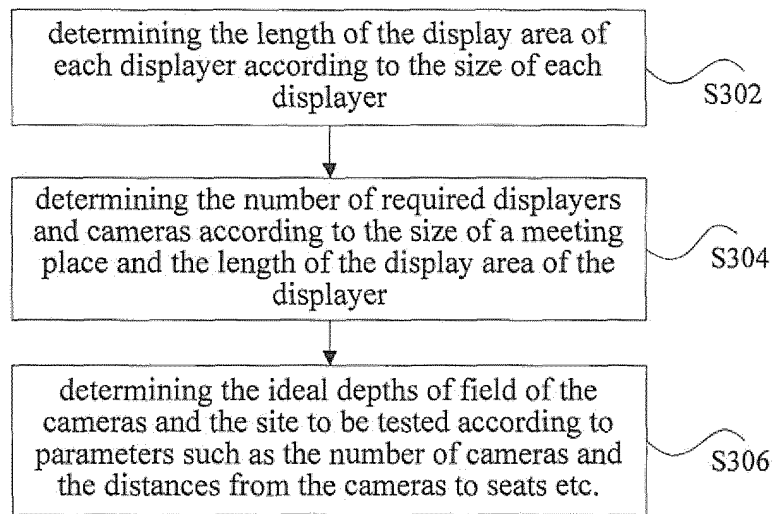 determining the length of the display area of
each displayer according to the size of each
displayer
S302
determining the number of required displayers
and cameras according to the size of a meeting
place and the length of the display area of the
displayer
S304
determining the ideal depths of field of the
cameras and the site to be tested according to
parameters such as the number of cameras and
the distances from the cameras to seats etc.
S306